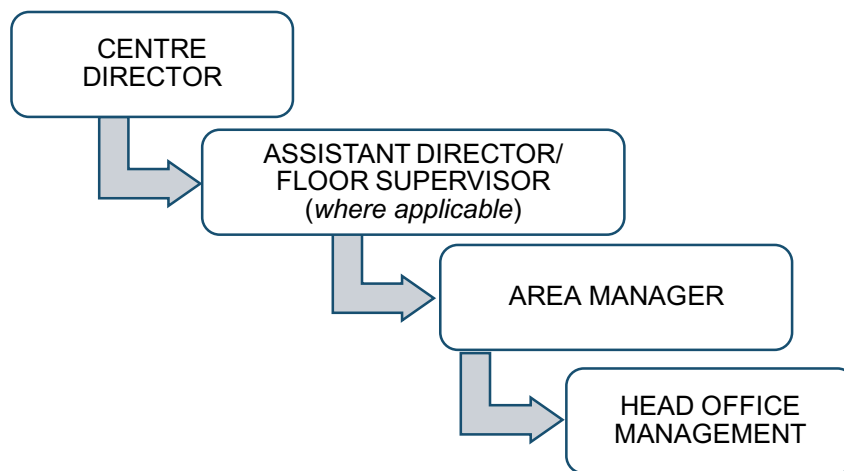 CENTRE
DIRECTOR
ASSISTANT DIRECTOR/
FLOOR SUPERVISOR
(where applicable)
AREA MANAGER
HEAD OFFICE
MANAGEMENT